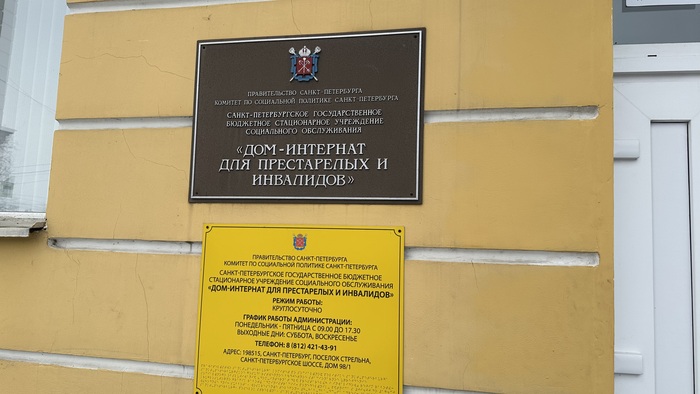 ПРАВИТЕЛЬСТВО САНКТ-ПЕТЕРБУРГА
КОМИТЕТ ПО СОЦИАЛЬНОЙ ПОЛИТИКЕ САНКТ-ПЕТЕРБУРГА
САНКТ-ПЕТЕРБУРГСКОЕ ГОСУДАРСТВЕННОЕ
БЮДЖЕТНОЕ СТАЦИОНАРНОЕ УЧРЕЖДЕНИЕ
СОЦИАЛЬНОГО ОБСЛУЖИВАНИЯ
«ДОМ-ИНТЕРНАТ
ДЛЯ ПРЕСТАРЕЛЫХ И
ИНВАЛИДОВ»
ПРАВИТЕЛЬСТВО САНКТ-ПЕТЕРБУРГА
КОМИТЕТ ПО СОЦИАЛЬНОЙ ПОЛИТИКЕ САНКТ-ПЕТЕРБУРГА
САНКТ-ПЕТЕРБУРГСКОЕ ГОСУДАРСТВЕННОЕ БЮДЖЕТНОЕ
СТАЦИОНАРНОЕ УЧРЕЖДЕНИЕ СОЦИАЛЬНОГО ОБСЛУЖИВАНИЯ
«ДОМ-ИНТЕРНАТ ДЛЯ ПРЕСТАРЕЛЫХ И ИНВАЛИДОВ»
РЕЖИМ РАБОТЫ:
КРУГЛОСУТОЧНО
ГРАФИК РАБОТЫ АДМИНИСТРАЦИИ:
ПОНЕДЕЛЬНИК - ПЯТНИЦА С 09.00 ДО 17.30
ВЫХОДНЫЕ ДНИ: СУББОТА, ВОСКРЕСЕНЬЕ
ТЕЛЕФОН: 8 (812) 421-43-91
АДРЕС: 198515, САНКТ-ПЕТЕРБУРГ, ПОСЕЛОК СТРЕЛЬНА,
САНКТ-ПЕТЕРБУРГСКОЕ ШОССЕ, ДОМ 98/1